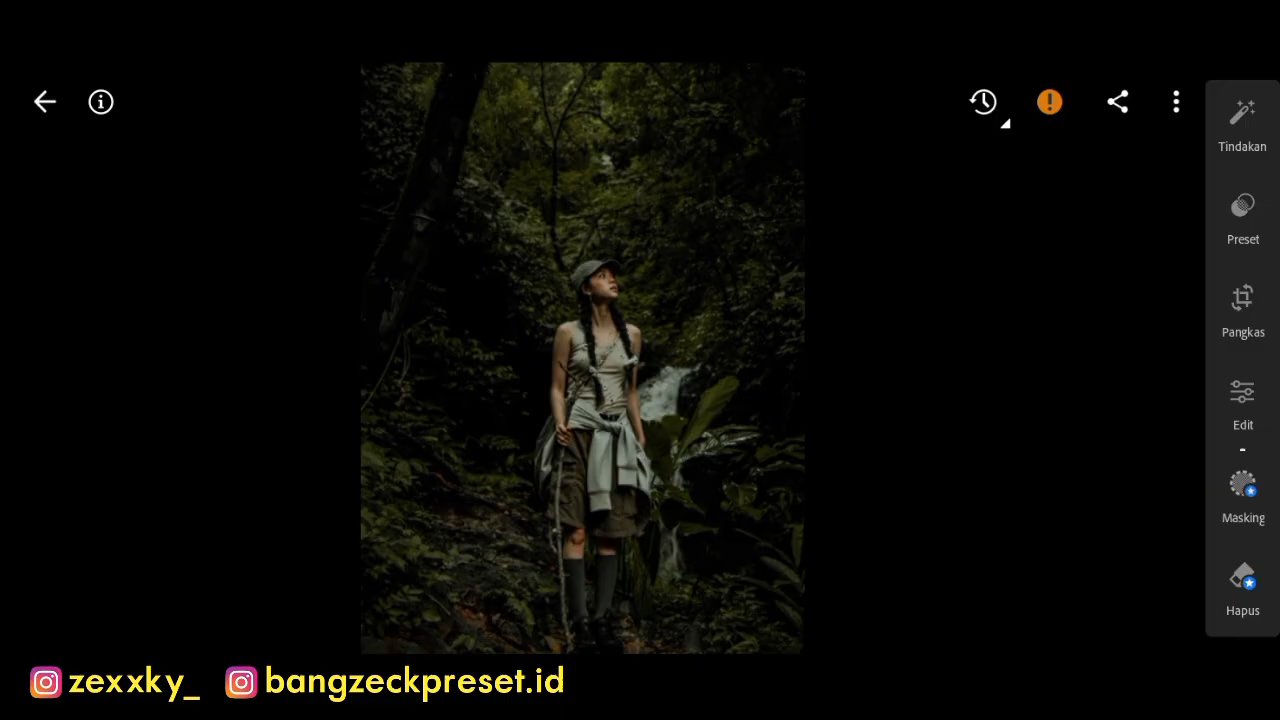 Tindakan
Preset
Pangkas
Edit
Masking
Hapus
zexxky_ bangzeckpreset.id